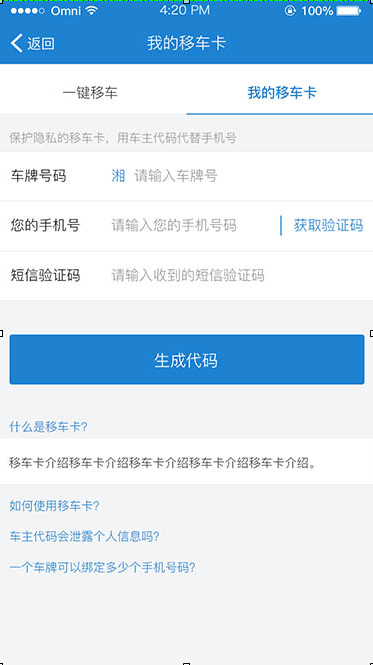 Omni 4:20 PM 100%
返回 我的移车卡
一键移车 我的移车卡
保护隐私的移车卡，用车主代码代替手机号
车牌号码 湘 请输入车牌号
您的手机号 请输入您的手机号码 获取验证码
短信验证码 请输入收到的短信验证码
生成代码
什么是移车卡？
移车卡介绍移车卡介绍移车卡介绍移车卡介绍移车卡介绍。
如何使用移车卡？
车主代码会泄露个人信息吗？
一个车牌可以绑定多少个手机号码？